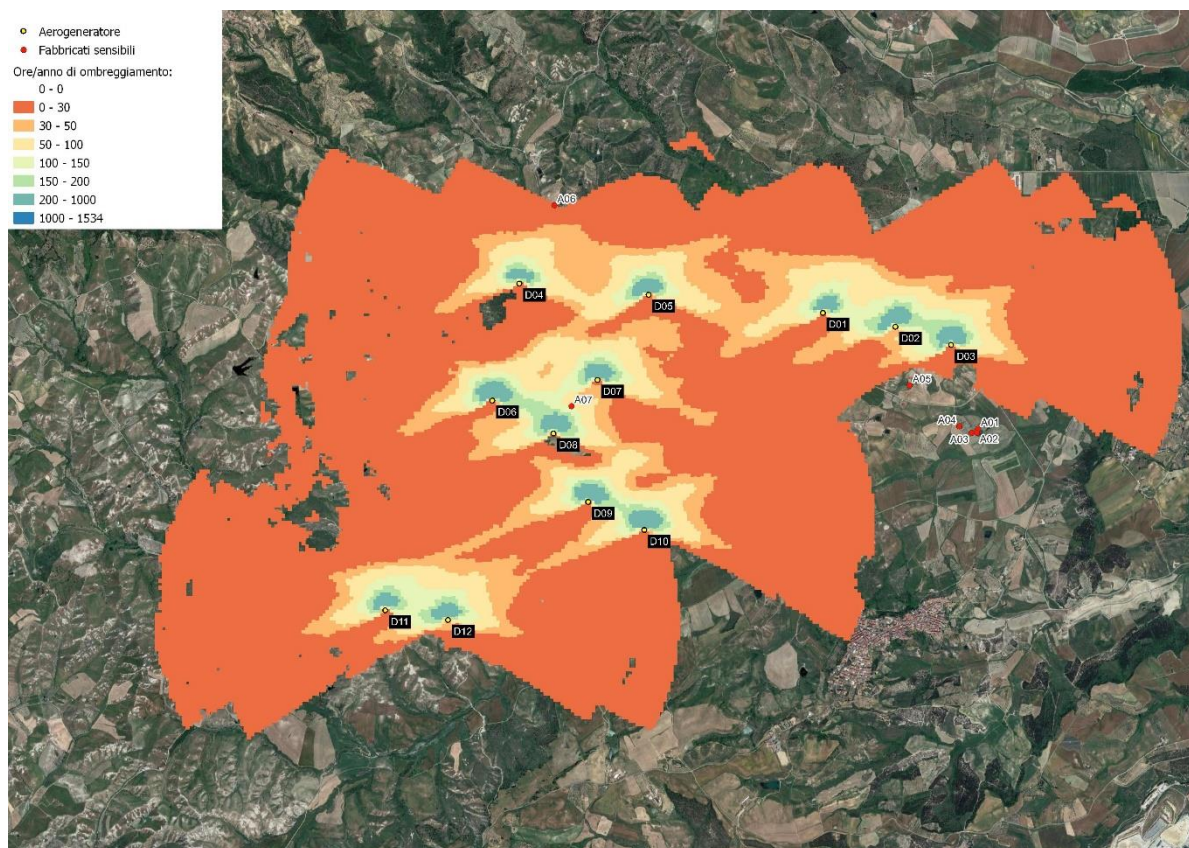 Aerogeneratore
Fabbricati sensibili
Ore/anno di ombreggiamento:
0 - 0
0 - 30
30 - 50
50 - 100
100 - 150
150 - 200
200 - 1000
1000 - 1534
A06
D04
D05
D01
D02
D03
A05
D07
D06
A07
D08
A04
A01
A03
A02
D09
D10
D11
D12